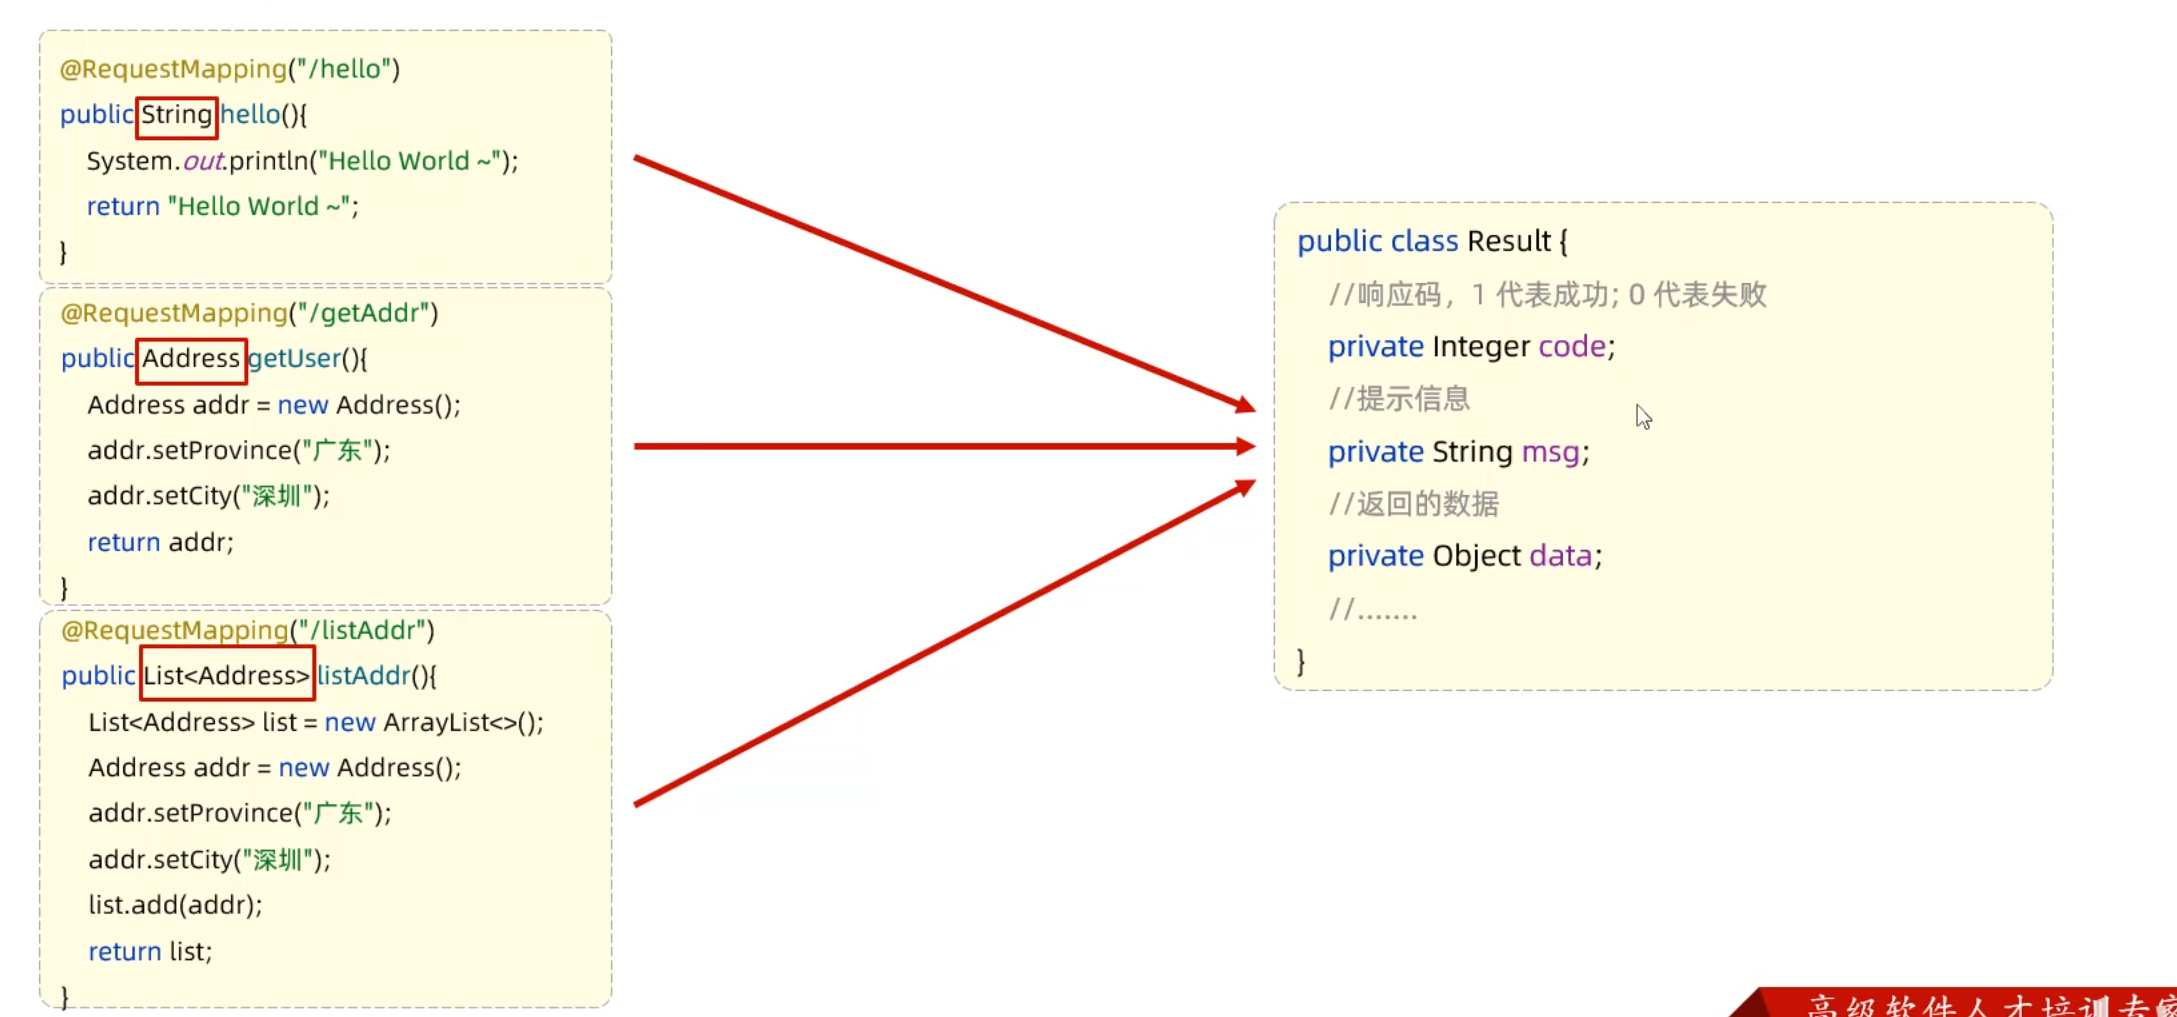 @RequestMapping("/hello")
public String hello(){
System.out.println("Hello World ~");
return "Hello World ~";
}
@RequestMapping("/getAddr")
public Address getUser(){
Address addr = new Address();
addr.setProvince("广东");
addr.setCity("深圳");
return addr;
}
@RequestMapping("/listAddr")
public List<Address> listAddr(){
List<Address> list = new ArrayList<>();
Address addr = new Address();
addr.setProvince("广东");
addr.setCity("深圳");
list.add(addr);
return list;
}
public class Result {
//响应码，1 代表成功; 0 代表失败
private Integer code;
//提示信息
private String msg;
//返回的数据
private Object data;
//.......
}
高级软件人才培训专家